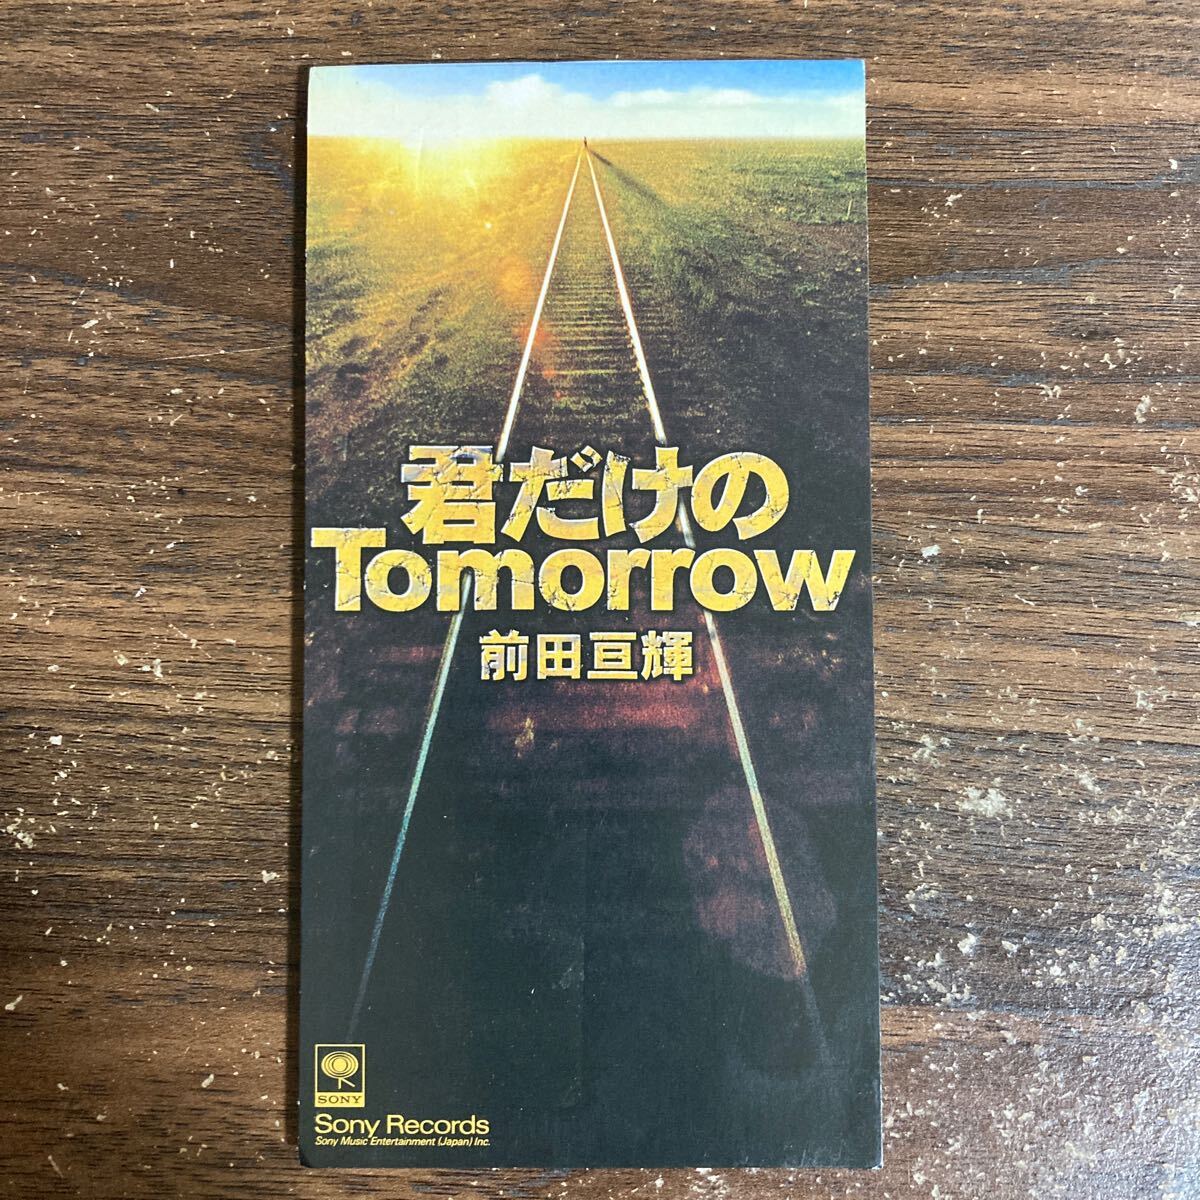 君だけの
Tomorrow
前田亘輝
SONY
Sony Records
Sony Music Entertainment (Japan) Inc.